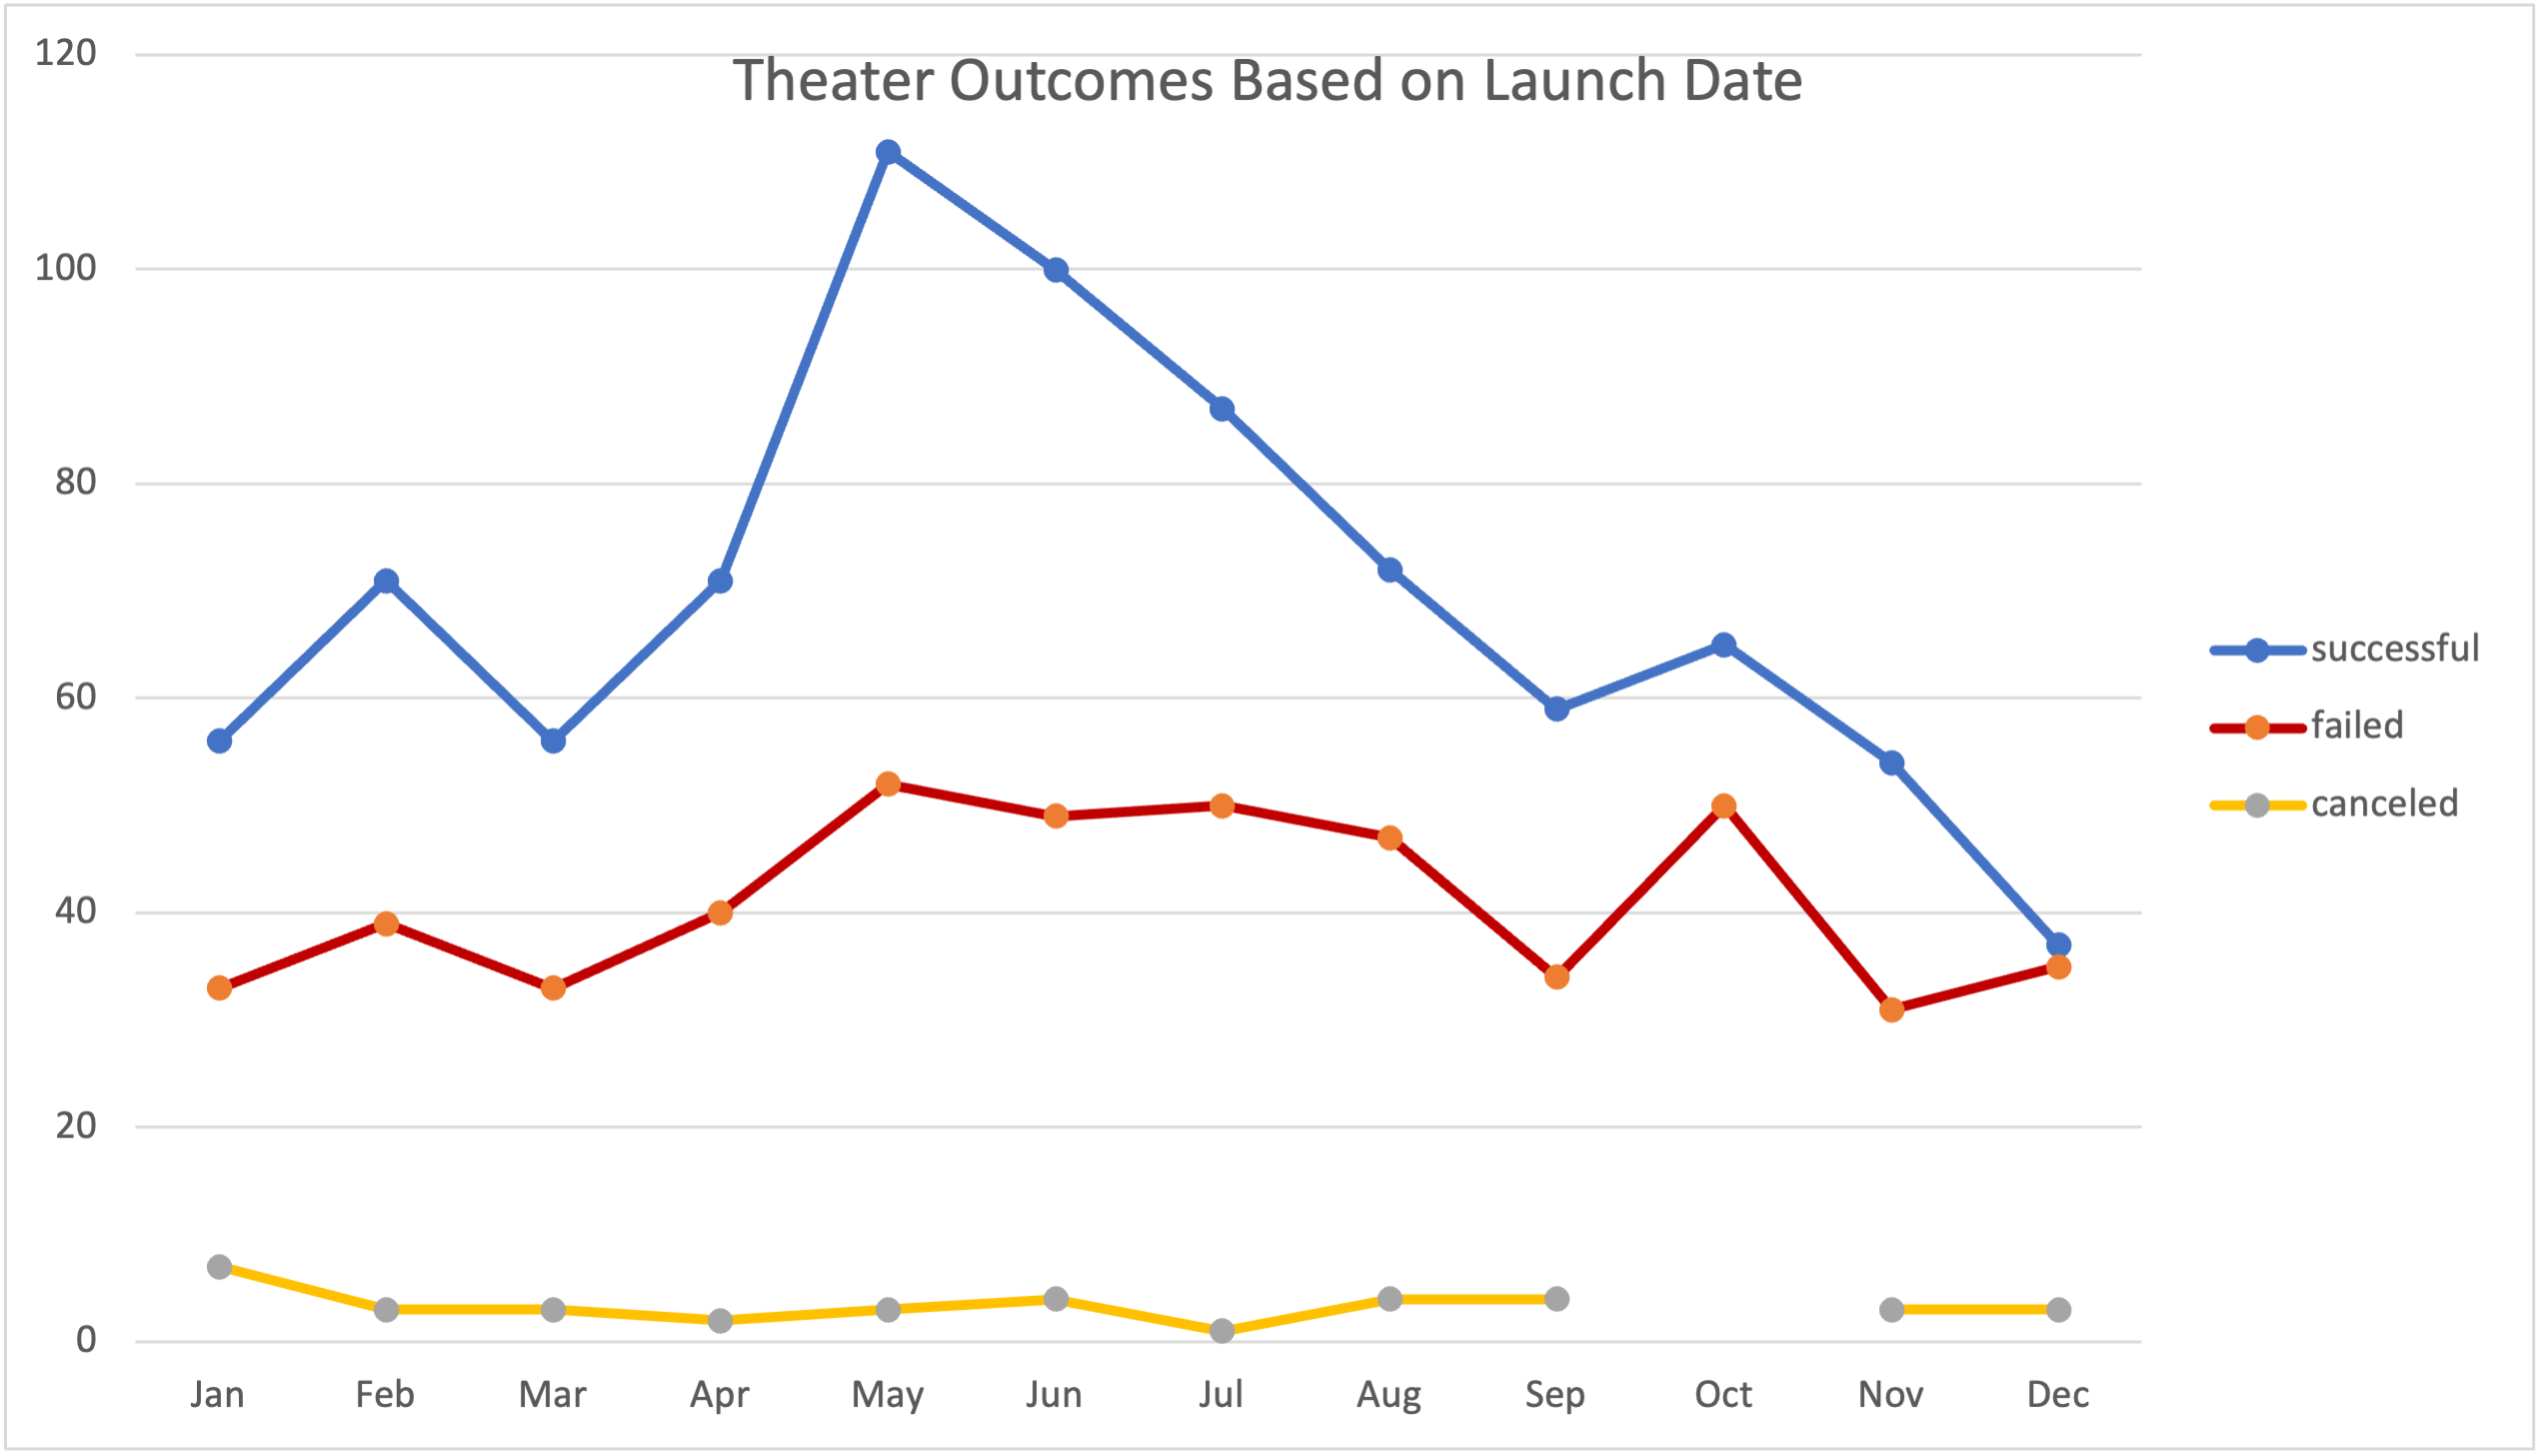 Theater Outcomes Based on Launch Date
120
100
80
60
40
20
0
Jan Feb Mar Apr May Jun Jul Aug Sep Oct Nov Dec
successful
failed
canceled